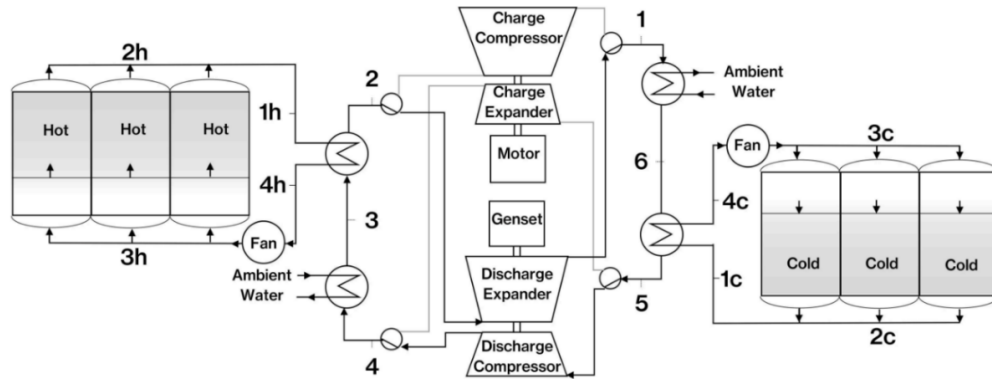 Charge
Compressor
1
2h
2
Ambient
Water
Charge
Expander
Hot
Hot
Hot
1h
Fan
3c
Motor
6
4h
4c
3
Genset
Fan
3h
Cold
Cold
Cold
Ambient
Water
Discharge
Expander
1c
5
2c
4
Discharge
Compressor